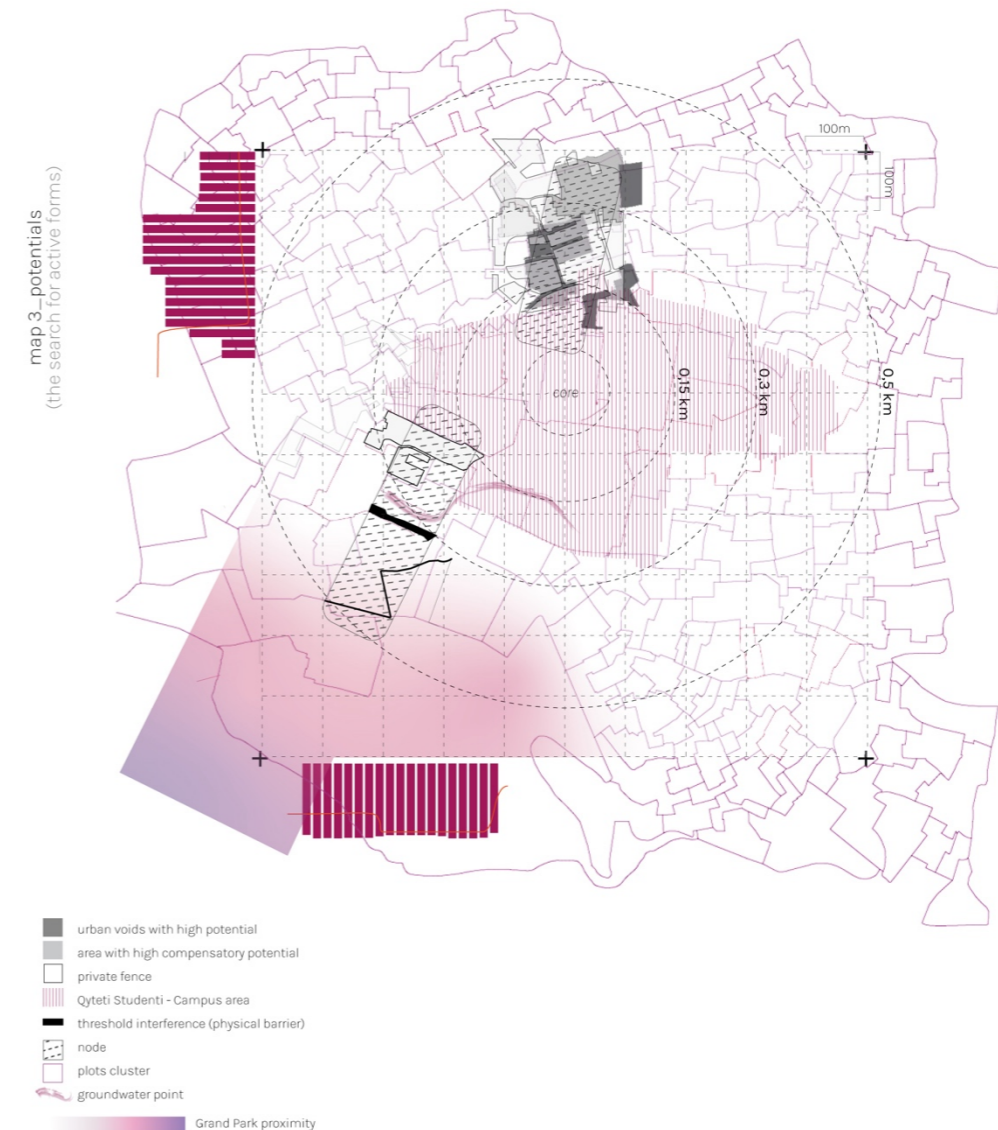 map 3_potentials
(the search for active forms)
100m
100m
core
0,15 km
0,3 km
0,5 km
urban voids with high potential
area with high compensatory potential
private fence
Qyteti Studenti - Campus area
threshold interference (physical barrier)
node
plots cluster
groundwater point
Grand Park proximity